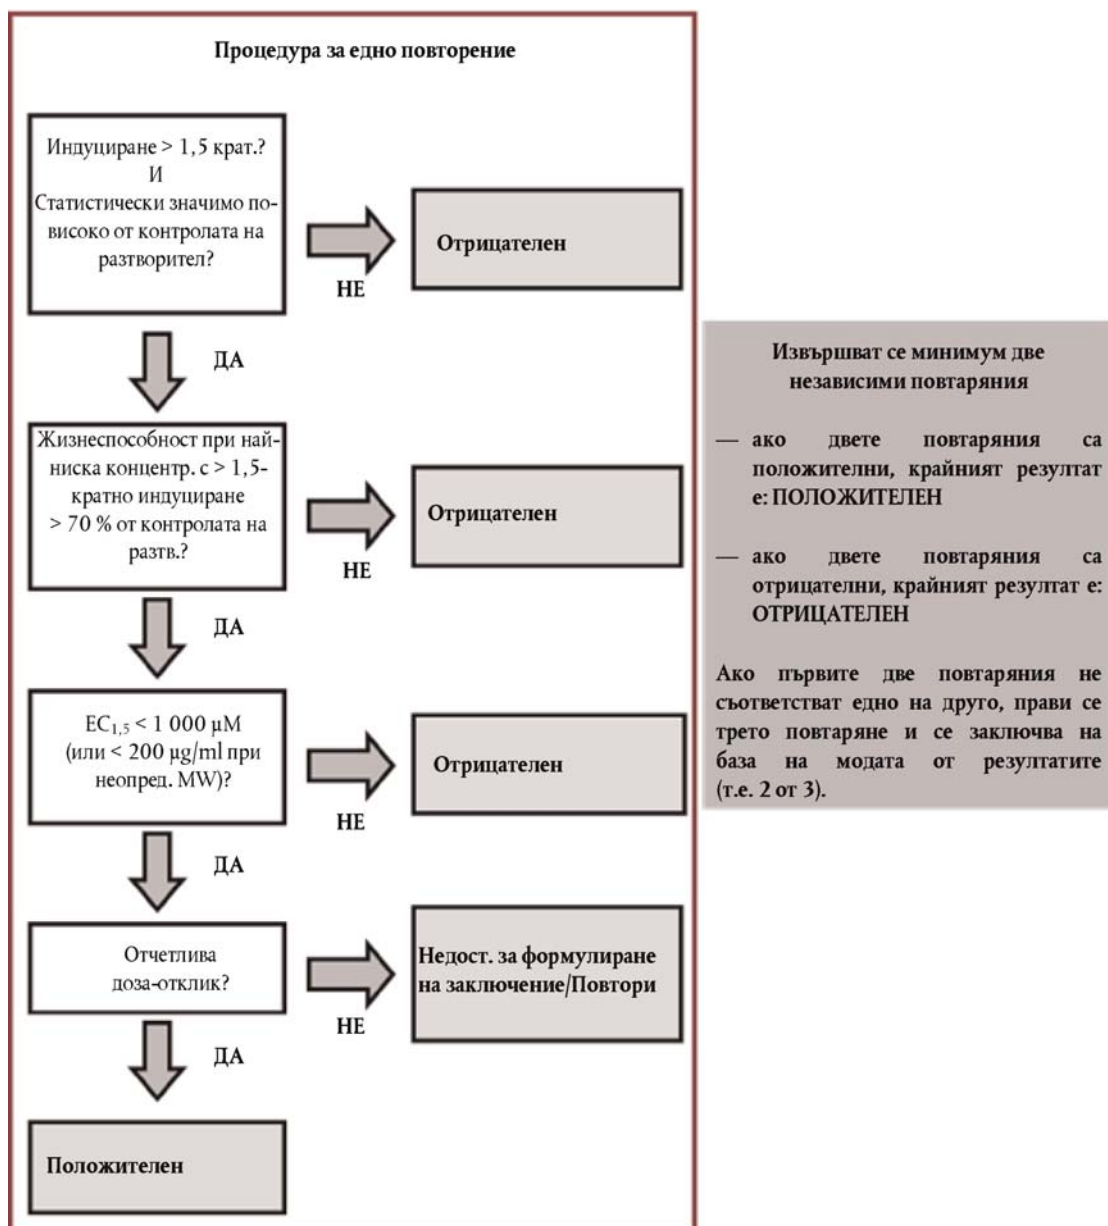 Процедура за едно повторение
Индуциране > 1,5 крат.?
И
Статистически значимо по-
високо от контролата на
разтворител?
НЕ
Отрицателен
ДА
Жизнеспособност при най-
ниска концентр. с > 1,5-
кратно индуциране
> 70 % от контролата на
разтв.?
НЕ
Отрицателен
ДА
EC1,5 < 1 000 µM
(или < 200 µg/ml при
неопред. MW)?
НЕ
Отрицателен
ДА
Отчетлива
доза-отклик?
НЕ
Недост. за формулиране
на заключение/Повтори
ДА
Положителен
Извършват се минимум две
независими повтаряния
— ако двете повтаряния са
положителни, крайният резултат
е: ПОЛОЖИТЕЛЕН
— ако двете повтаряния са
отрицателни, крайният резултат е:
ОТРИЦАТЕЛЕН
Ако първите две повтаряния не
съответстват едно на друго, прави се
трето повтаряне и се заключва на
база на модата от резултатите
(т.е. 2 от 3).